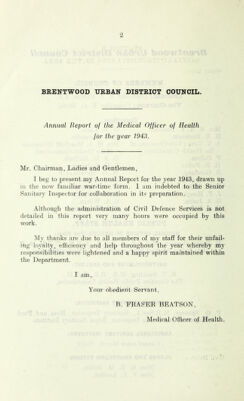 2
BRENTWOOD URBAN DISTRICT COUNCIL.
Annual Report of the Medical Officer of Health
for the year 1943.
Mr. Chairman, Ladies and Gentlemen,
I beg to present my Annual Report for the year 1943, drawn up
in the now familiar war-time form. I am indebted to the Senior
Sanitary Inspector for collaboration in its preparation.
Although the administration of Civil Defence Services is not
detailed in this report very many hours were occupied by this
work.
My thanks are due to all members of my staff for their unfail-
ing loyalty, efficiency and help throughout the year whereby my
responsibilities were lightened and a happy spirit maintained within
the Department.
I am,
Your obedient Servant,
B. FRASER BEATSON,
Medical Officer of Health.